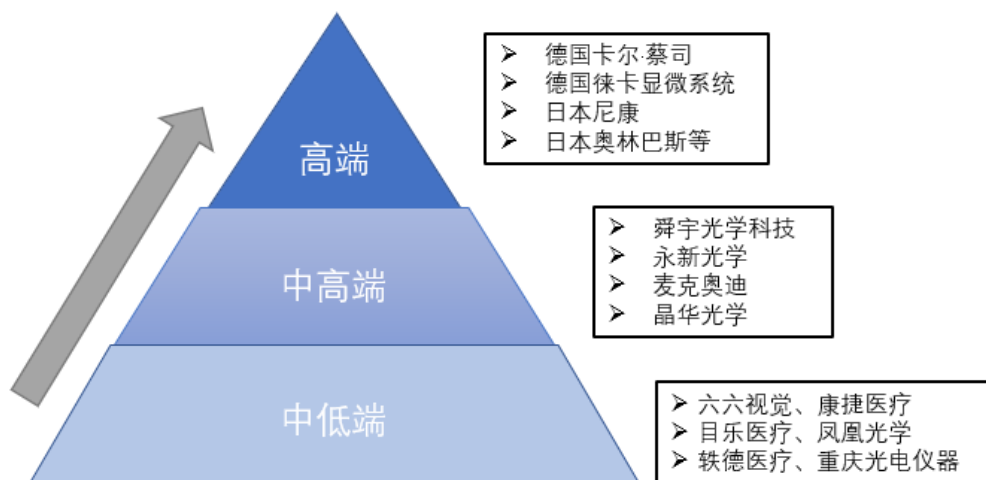 高端
➢ 德国卡尔·蔡司
➢ 德国徕卡显微系统
➢ 日本尼康
➢ 日本奥林巴斯等
中高端
➢ 舜宇光学科技
➢ 永新光学
➢ 麦克奥迪
➢ 晶华光学
中低端
➢ 六六视觉、康捷医疗
➢ 目乐医疗、凤凰光学
➢ 轶德医疗、重庆光电仪器